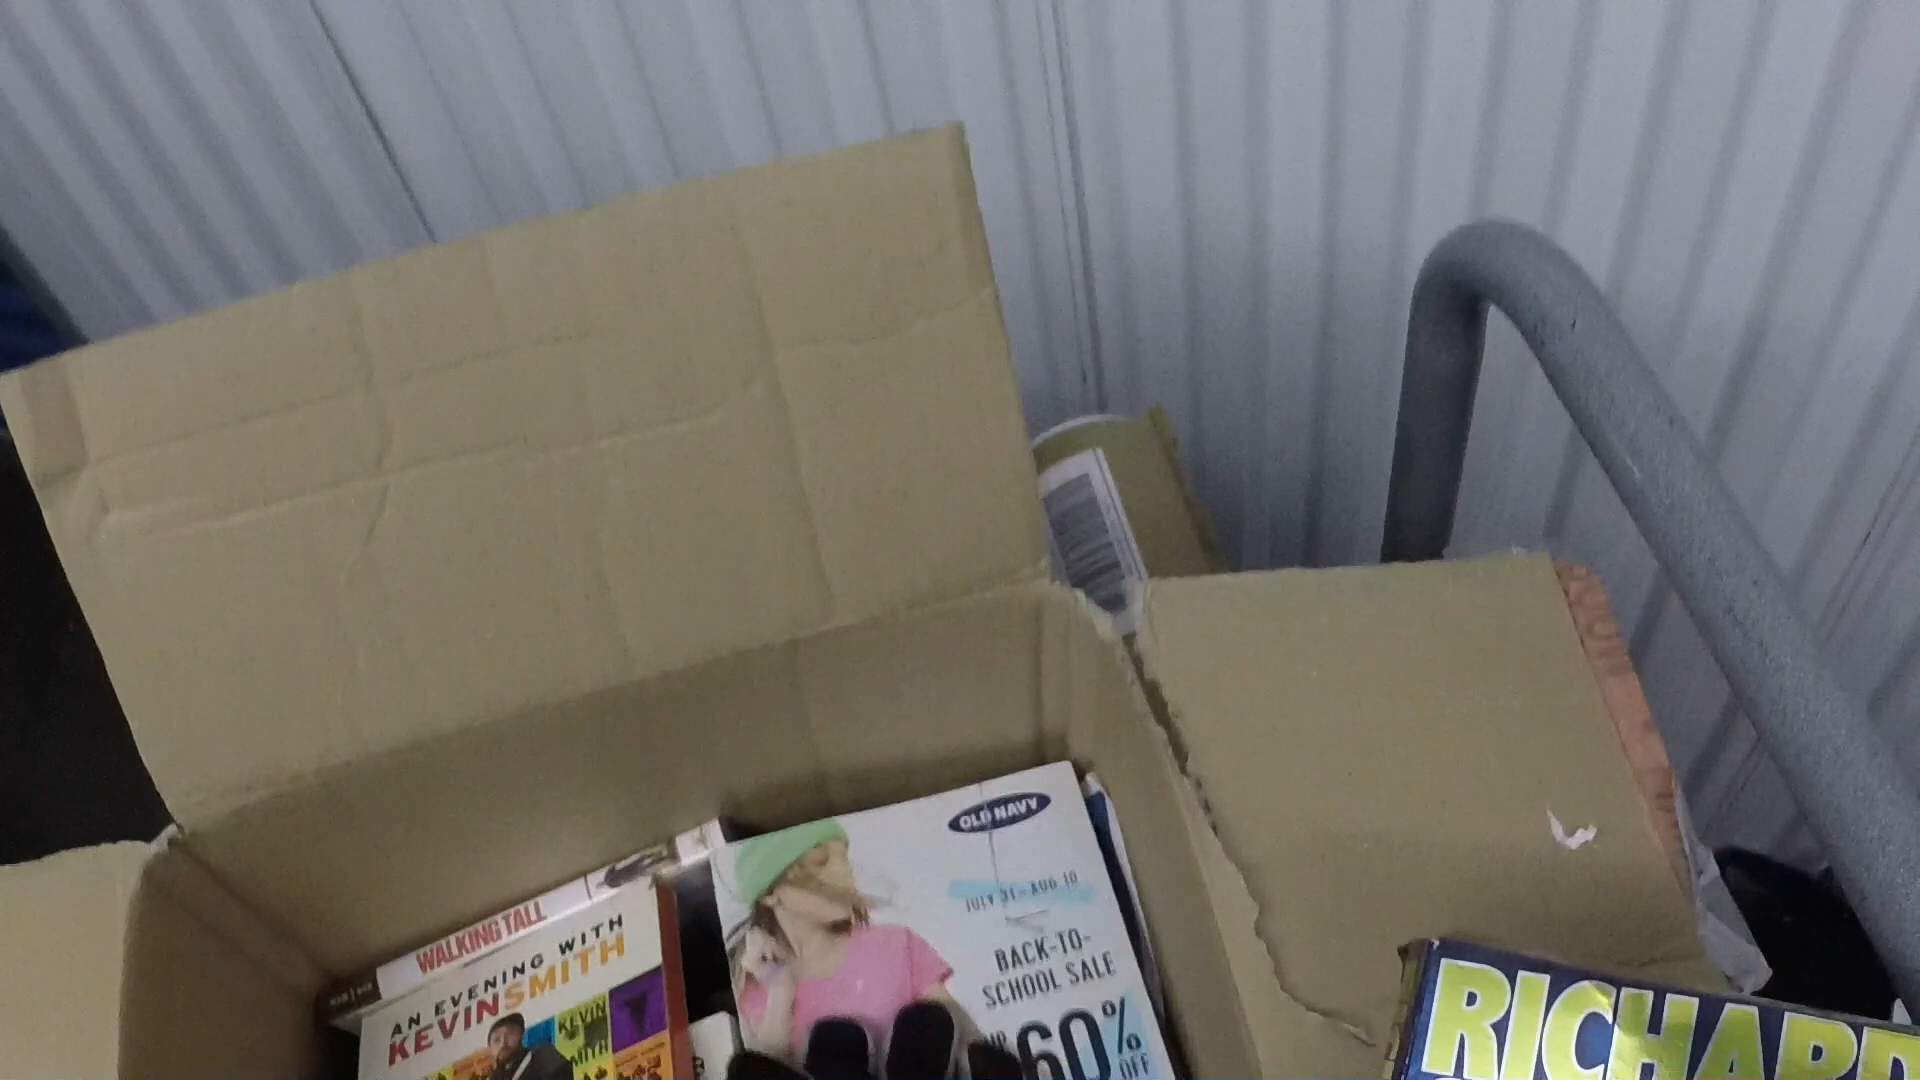 WALKING TALL
AN EVENING WITH
KEVIN SMITH
KEVIN
SMITH
OLD NAVY
JULY 31 - AUG 10
BACK-TO-
SCHOOL SALE
UP
60% OFF
RICHARD